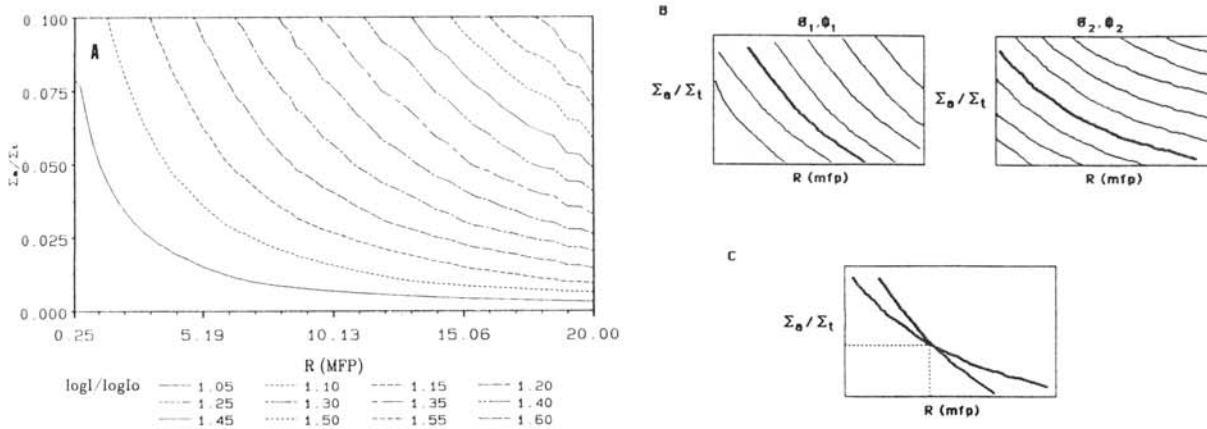 A
0.100
0.075
0.050
0.025
0.000
Σa/Σt
0.25 5.19 10.13 15.06 20.00
R (MFP)
logI/logIo
1.05 1.10 1.15 1.20
1.25 1.30 1.35 1.40
1.45 1.50 1.55 1.60
B
θ1,Φ1 θ2,Φ2
Σa/Σt Σa/Σt
R (mfp) R (mfp)
C
Σa/Σt
R (mfp)